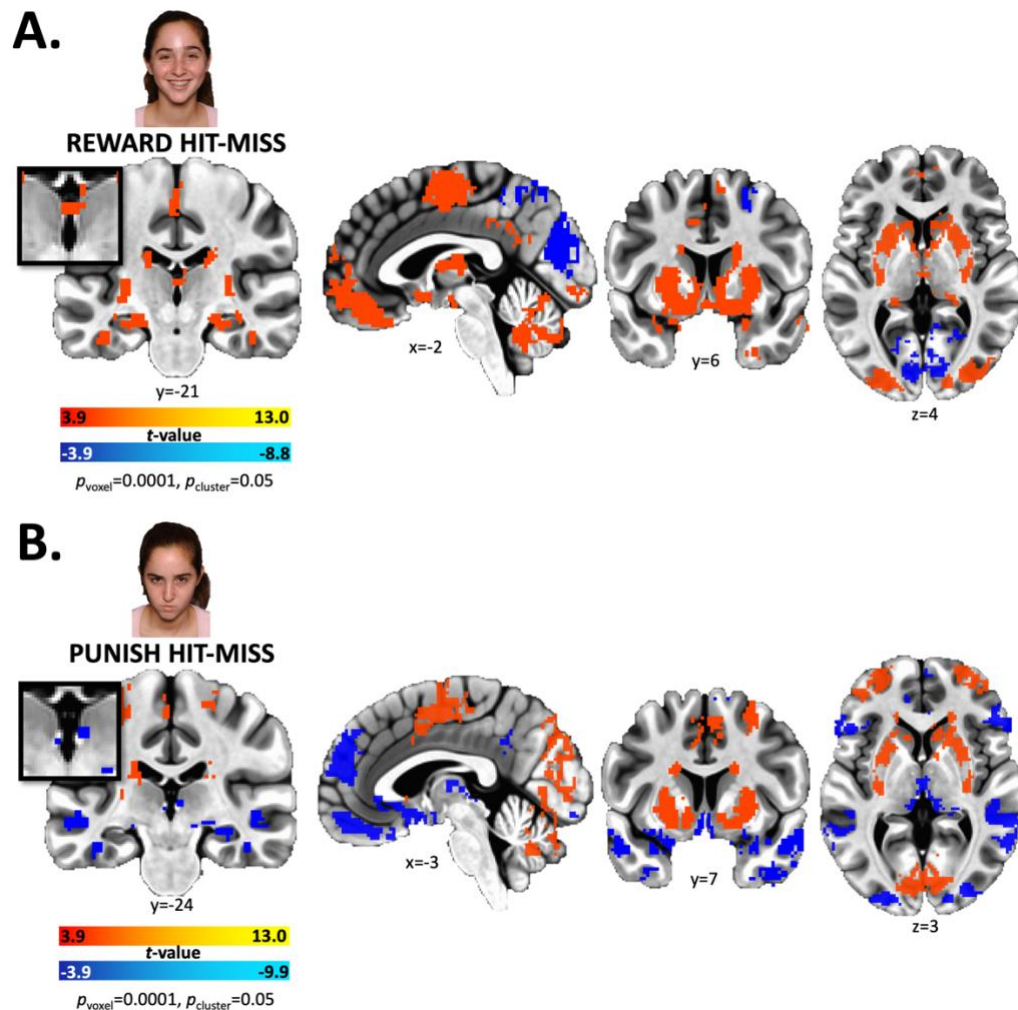 A.
REWARD HIT-MISS
y=-21
x=-2
y=6
z=4
3.9 13.0
t-value
-3.9 -8.8
pvoxel=0.0001, pcluster=0.05
B.
PUNISH HIT-MISS
y=-24
x=-3
y=7
z=3
3.9 13.0
t-value
-3.9 -9.9
pvoxel=0.0001, pcluster=0.05